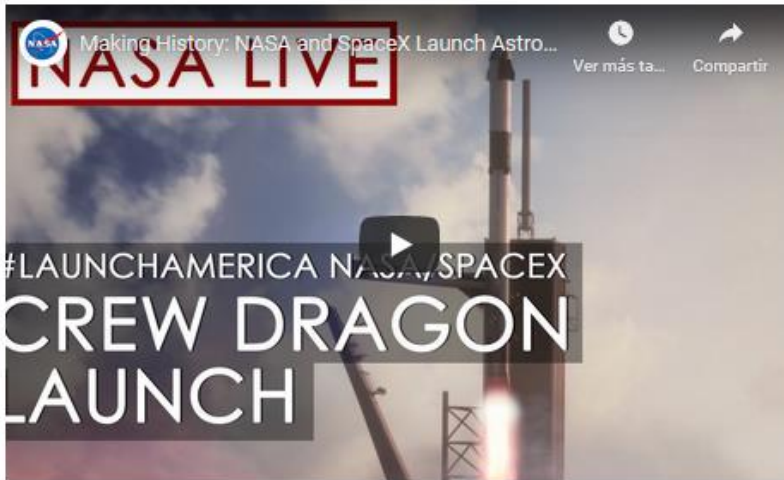 NASA
Making History: NASA and SpaceX Launch Astro...
Ver más ta...
Compartir
NASA LIVE
#LAUNCHAMERICA NASA/SPACEX
CREW DRAGON
LAUNCH